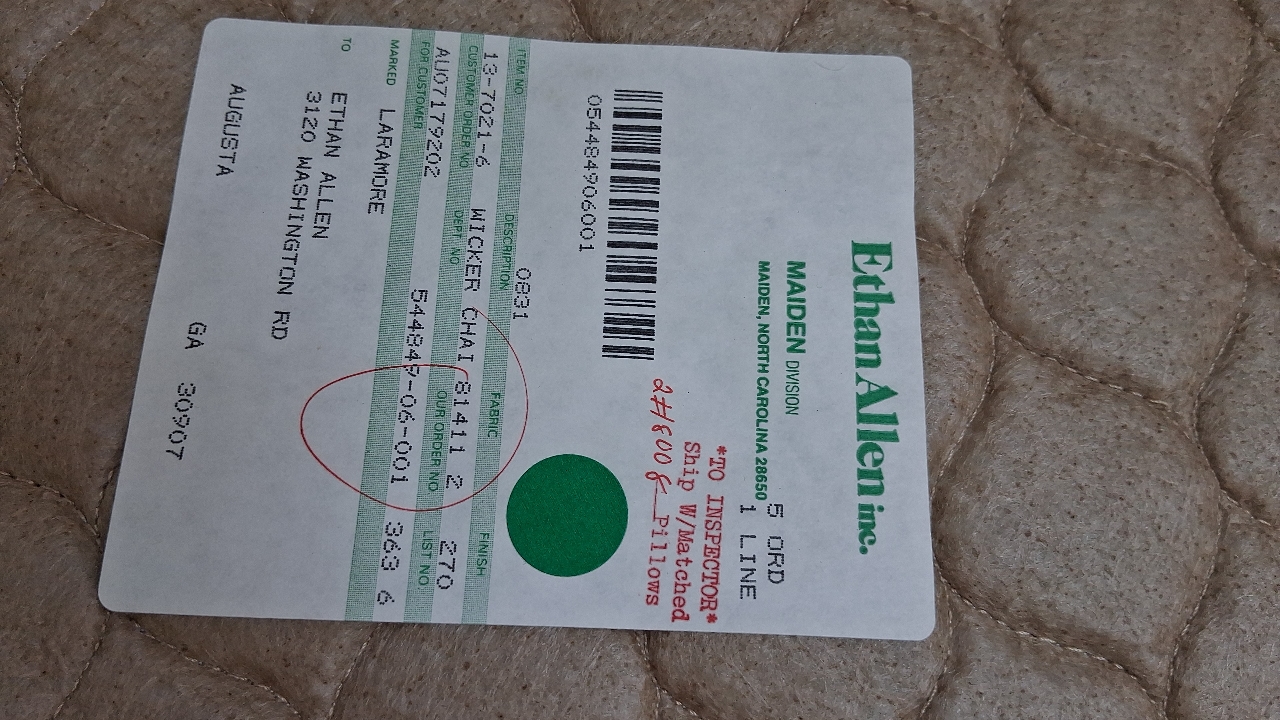 Ethan Allen inc.
MAIDEN DIVISION
MAIDEN, NORTH CAROLINA 28650
5 ORD
1 LINE
*TO INSPECTOR*
Ship W/Matched
Pillows
054484906001
0831
ITEM NO. DESCRIPTION FABRIC FINISH
13-7021-6 WICKER CHAI 81411 2 270
CUSTOMER ORDER NO. DEPT. NO. OUR ORDER NO. LIST NO.
AU07179202 544849-06-001 363 6
FOR CUSTOMER
MARKED LARAMORE
TO
ETHAN ALLEN
3120 WASHINGTON RD
AUGUSTA GA 30907